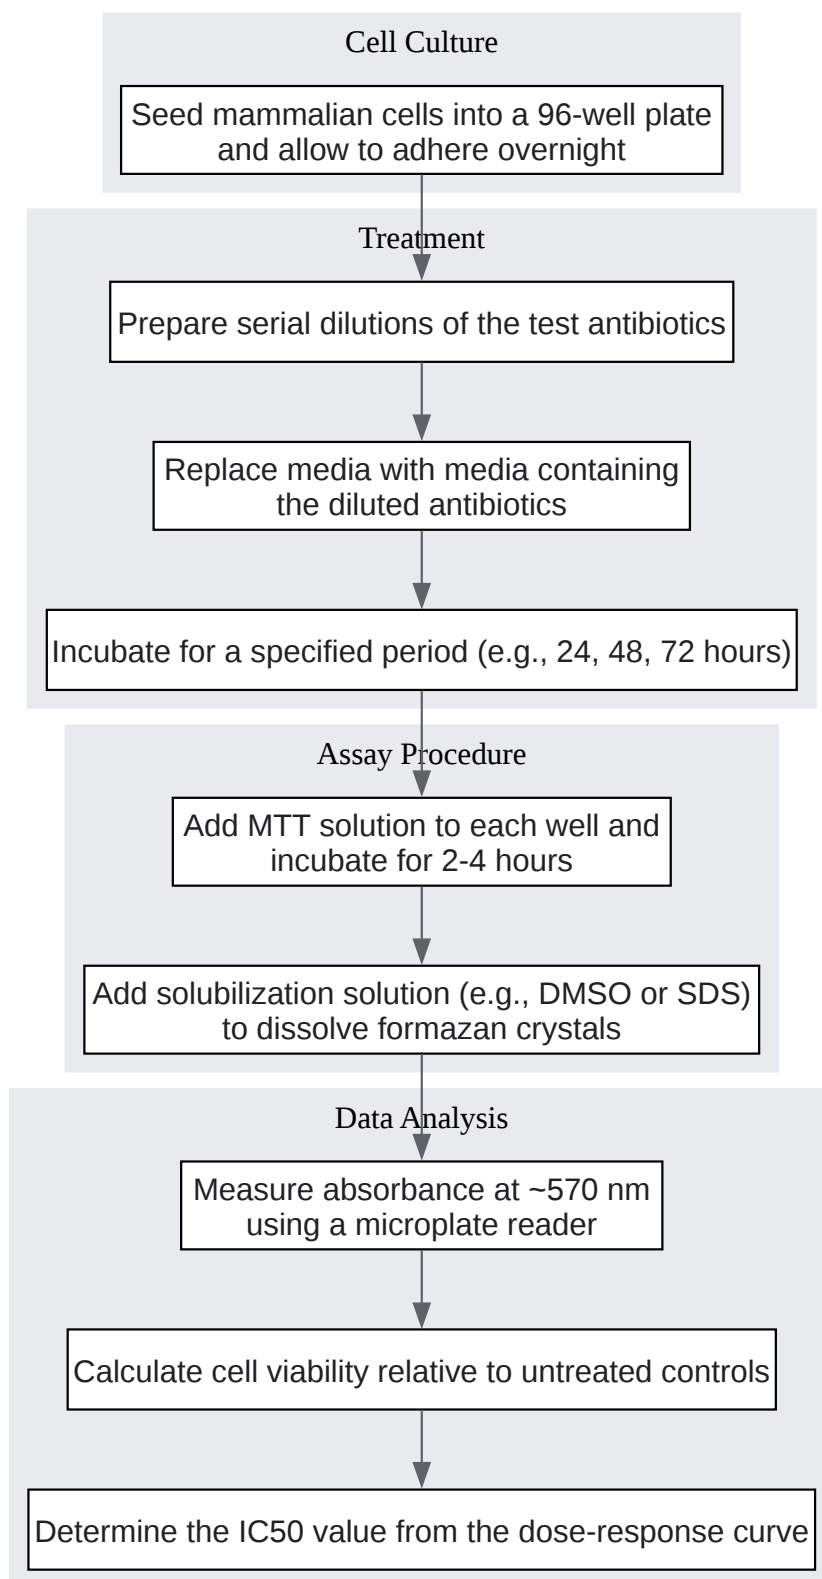 Cell Culture
Seed mammalian cells into a 96-well plate
and allow to adhere overnight
Treatment
Prepare serial dilutions of the test antibiotics
Replace media with media containing
the diluted antibiotics
Incubate for a specified period (e.g., 24, 48, 72 hours)
Assay Procedure
Add MTT solution to each well and
incubate for 2-4 hours
Add solubilization solution (e.g., DMSO or SDS)
to dissolve formazan crystals
Data Analysis
Measure absorbance at ~570 nm
using a microplate reader
Calculate cell viability relative to untreated controls
Determine the IC50 value from the dose-response curve